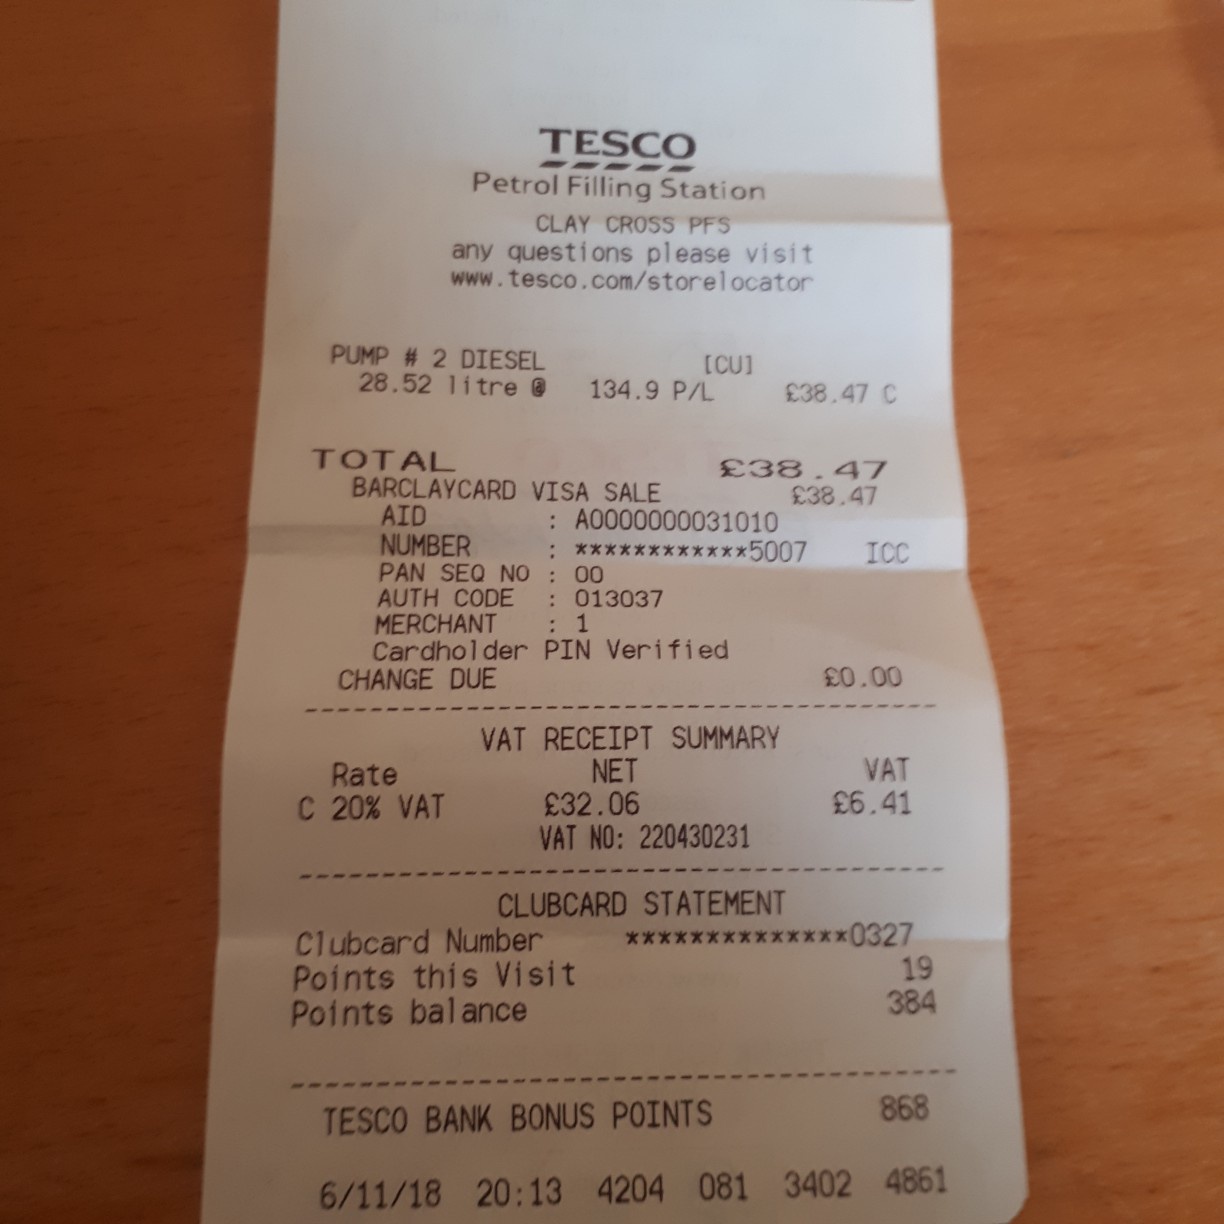 TESCO
Petrol Filling Station
CLAY CROSS PFS
any questions please visit
www.tesco.com/storelocator
PUMP # 2 DIESEL [CU]
28.52 litre @ 134.9 P/L £38.47 C
TOTAL £38.47
BARCLAYCARD VISA SALE £38.47
AID : A0000000031010
NUMBER : ************5007 ICC
PAN SEQ NO : 00
AUTH CODE : 013037
MERCHANT : 1
Cardholder PIN Verified
CHANGE DUE £0.00
VAT RECEIPT SUMMARY
Rate NET VAT
C 20% VAT £32.06 £6.41
VAT NO: 220430231
CLUBCARD STATEMENT
Clubcard Number **************0327
Points this Visit 19
Points balance 384
TESCO BANK BONUS POINTS 868
6/11/18 20:13 4204 081 3402 4861